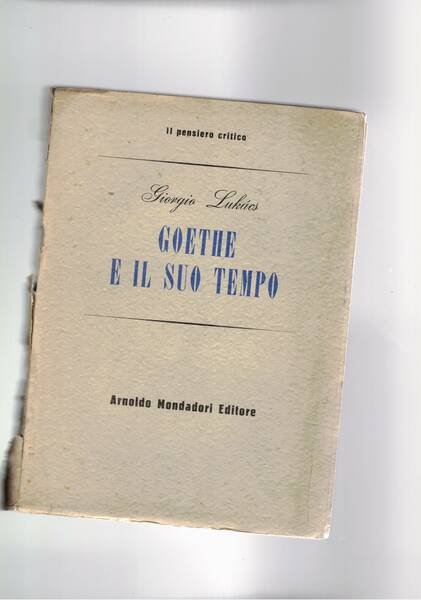 il pensiero critico
Giorgio Lukács
GOETHE
E IL SUO TEMPO
Arnoldo Mondadori Editore